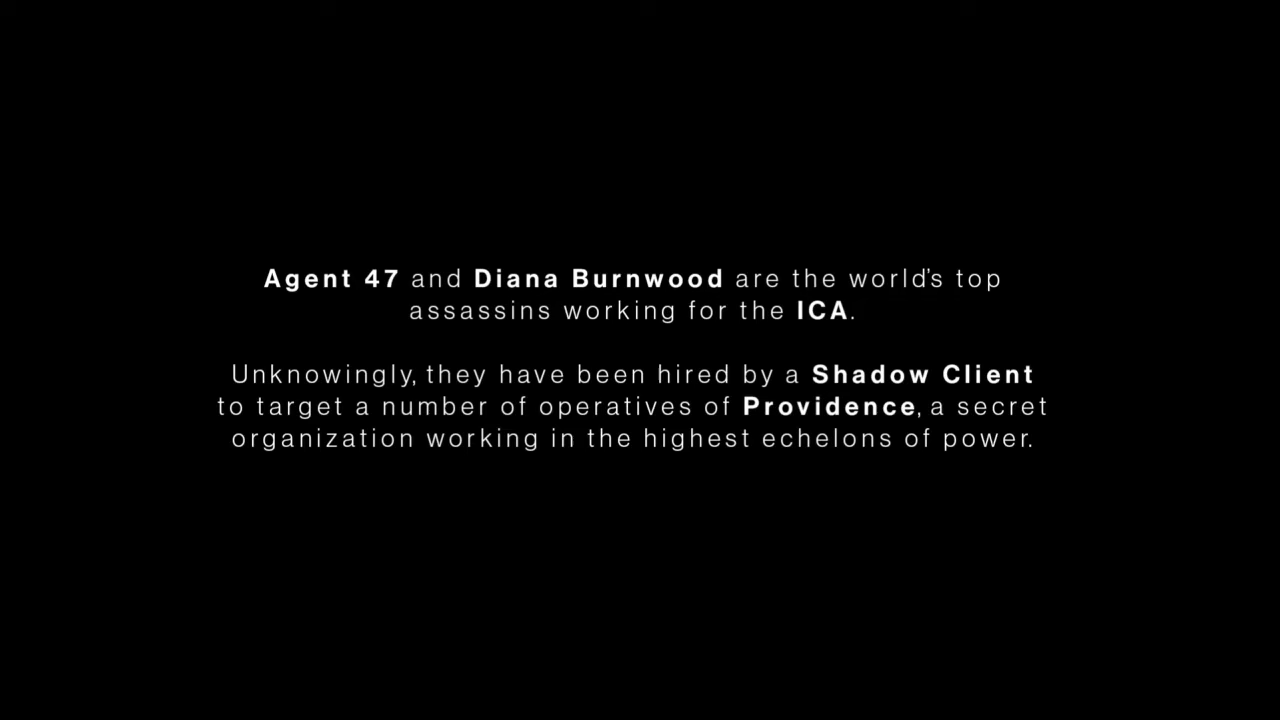 Agent 47 and Diana Burnwood are the world's top
assassins working for the ICA.
Unknowingly, they have been hired by a Shadow Client
to target a number of operatives of Providence, a secret
organization working in the highest echelons of power.